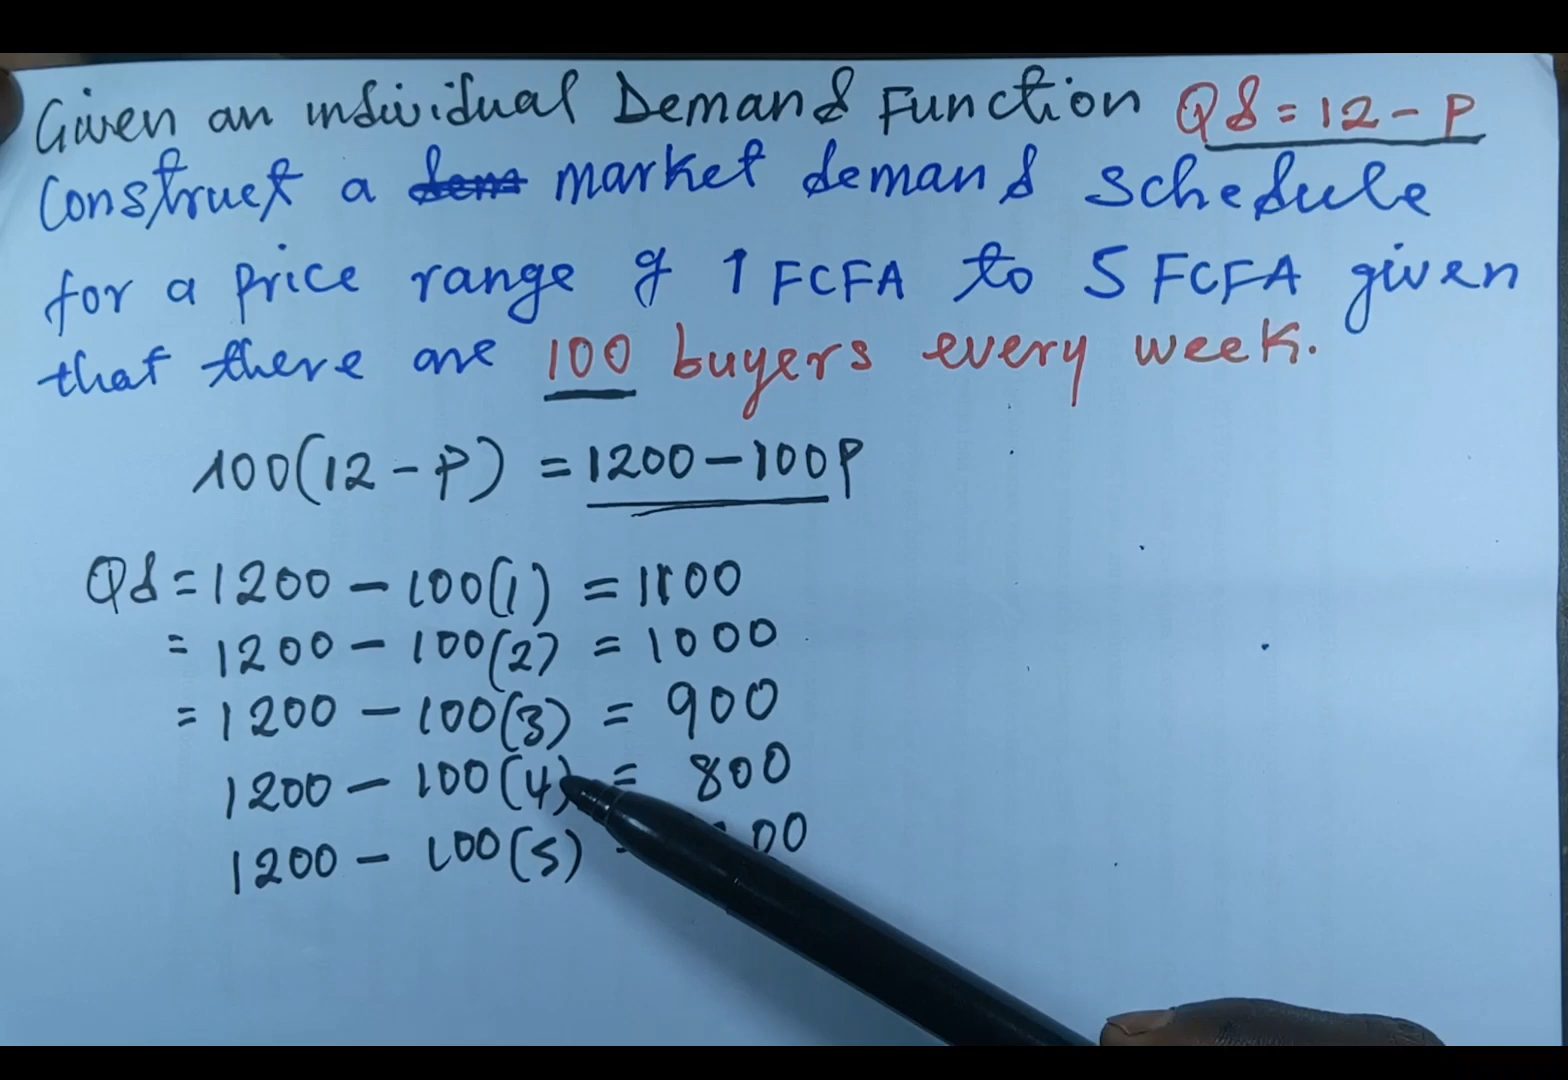 Given an individual Demand Function Qd = 12 - P
Construct a market demand schedule
for a price range of 1 FCFA to 5 FCFA given
that there are 100 buyers every week.
100(12 - P) = 1200 - 100P
Qd = 1200 - 100(1) = 1100
= 1200 - 100(2) = 1000
= 1200 - 100(3) = 900
1200 - 100(4) = 800
1200 - 100(5)